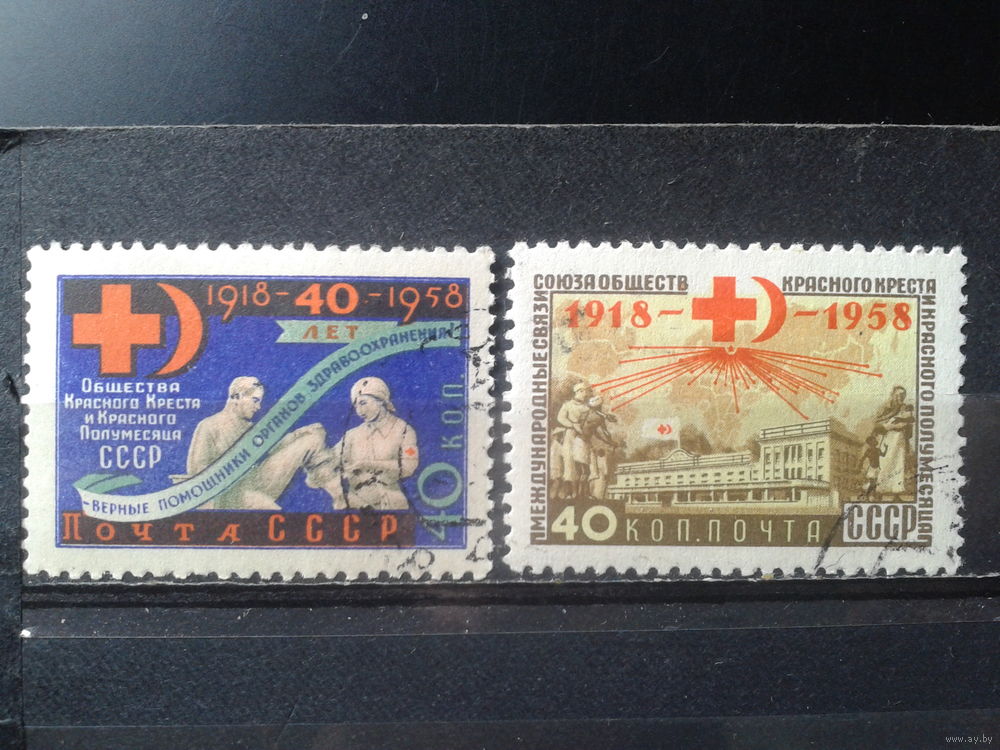 1918-40-1958
ЛЕТ
ОБЩЕСТВА
КРАСНОГО КРЕСТА
И КРАСНОГО
ПОЛУМЕСЯЦА
СССР
-ВЕРНЫЕ ПОМОЩНИКИ ОРГАНОВ ЗДРАВООХРАНЕНИЯ!
40 КОП.
ПОЧТА СССР
МЕЖДУНАРОДНЫЕ СВЯЗИ
СОЮЗА ОБЩЕСТВ КРАСНОГО КРЕСТА
И КРАСНОГО ПОЛУМЕСЯЦА
1918- -1958
40 КОП. ПОЧТА СССР
www.ay.by